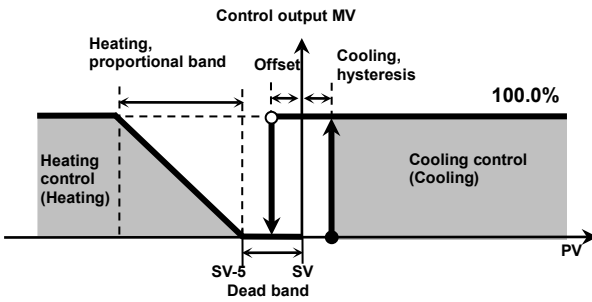 Control output MV
Heating,
proportional band
Offset
Cooling,
hysteresis
100.0%
Heating
control
(Heating)
Cooling control
(Cooling)
PV
SV-5
SV
Dead band